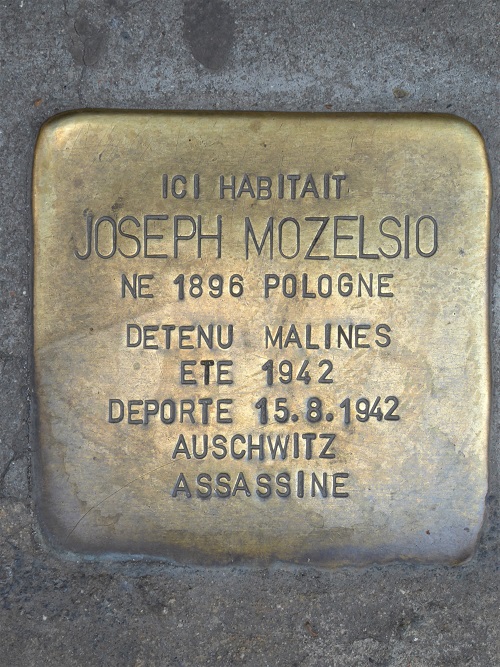 ICI HABITAIT
JOSEPH MOZELSIO
NE 1896 POLOGNE
DETENU MALINES
ETE 1942
DEPORTE 15.8.1942
AUSCHWITZ
ASSASSINE